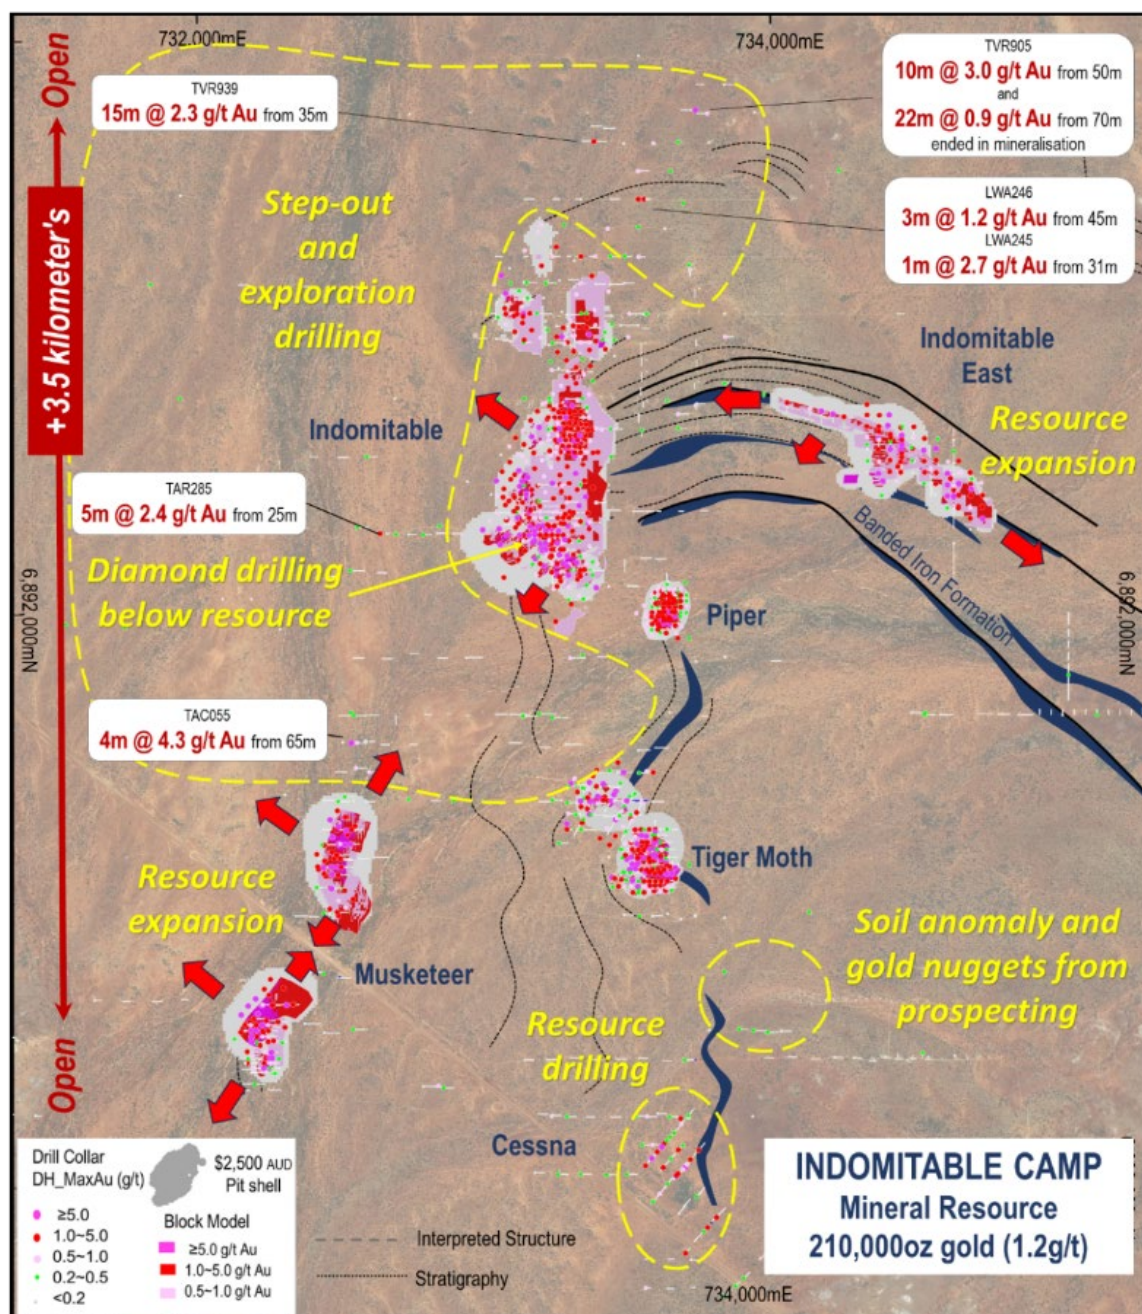 732,000mE
734,000mE
Open
+3.5 kilometer's
Open
TVR939
15m @ 2.3 g/t Au from 35m
TVR905
10m @ 3.0 g/t Au from 50m
and
22m @ 0.9 g/t Au from 70m
ended in mineralisation
LWA246
3m @ 1.2 g/t Au from 45m
LWA245
1m @ 2.7 g/t Au from 31m
Step-out
and
exploration
drilling
Indomitable
East
Resource
expansion
Indomitable
TAR285
5m @ 2.4 g/t Au from 25m
Diamond drilling
below resource
6,892,000mN
Banded Iron Formation
6,892,000mN
Piper
TAC055
4m @ 4.3 g/t Au from 65m
Tiger Moth
Resource
expansion
Musketeer
Soil anomaly and
gold nuggets from
prospecting
Resource
drilling
Cessna
Drill Collar
DH_MaxAu (g/t)
≥5.0
1.0~5.0
0.5~1.0
0.2~0.5
<0.2
$2,500 AUD
Pit shell
Block Model
≥5.0 g/t Au
1.0~5.0 g/t Au
0.5~1.0 g/t Au
Interpreted Structure
Stratigraphy
INDOMITABLE CAMP
Mineral Resource
210,000oz gold (1.2g/t)
734,000mE